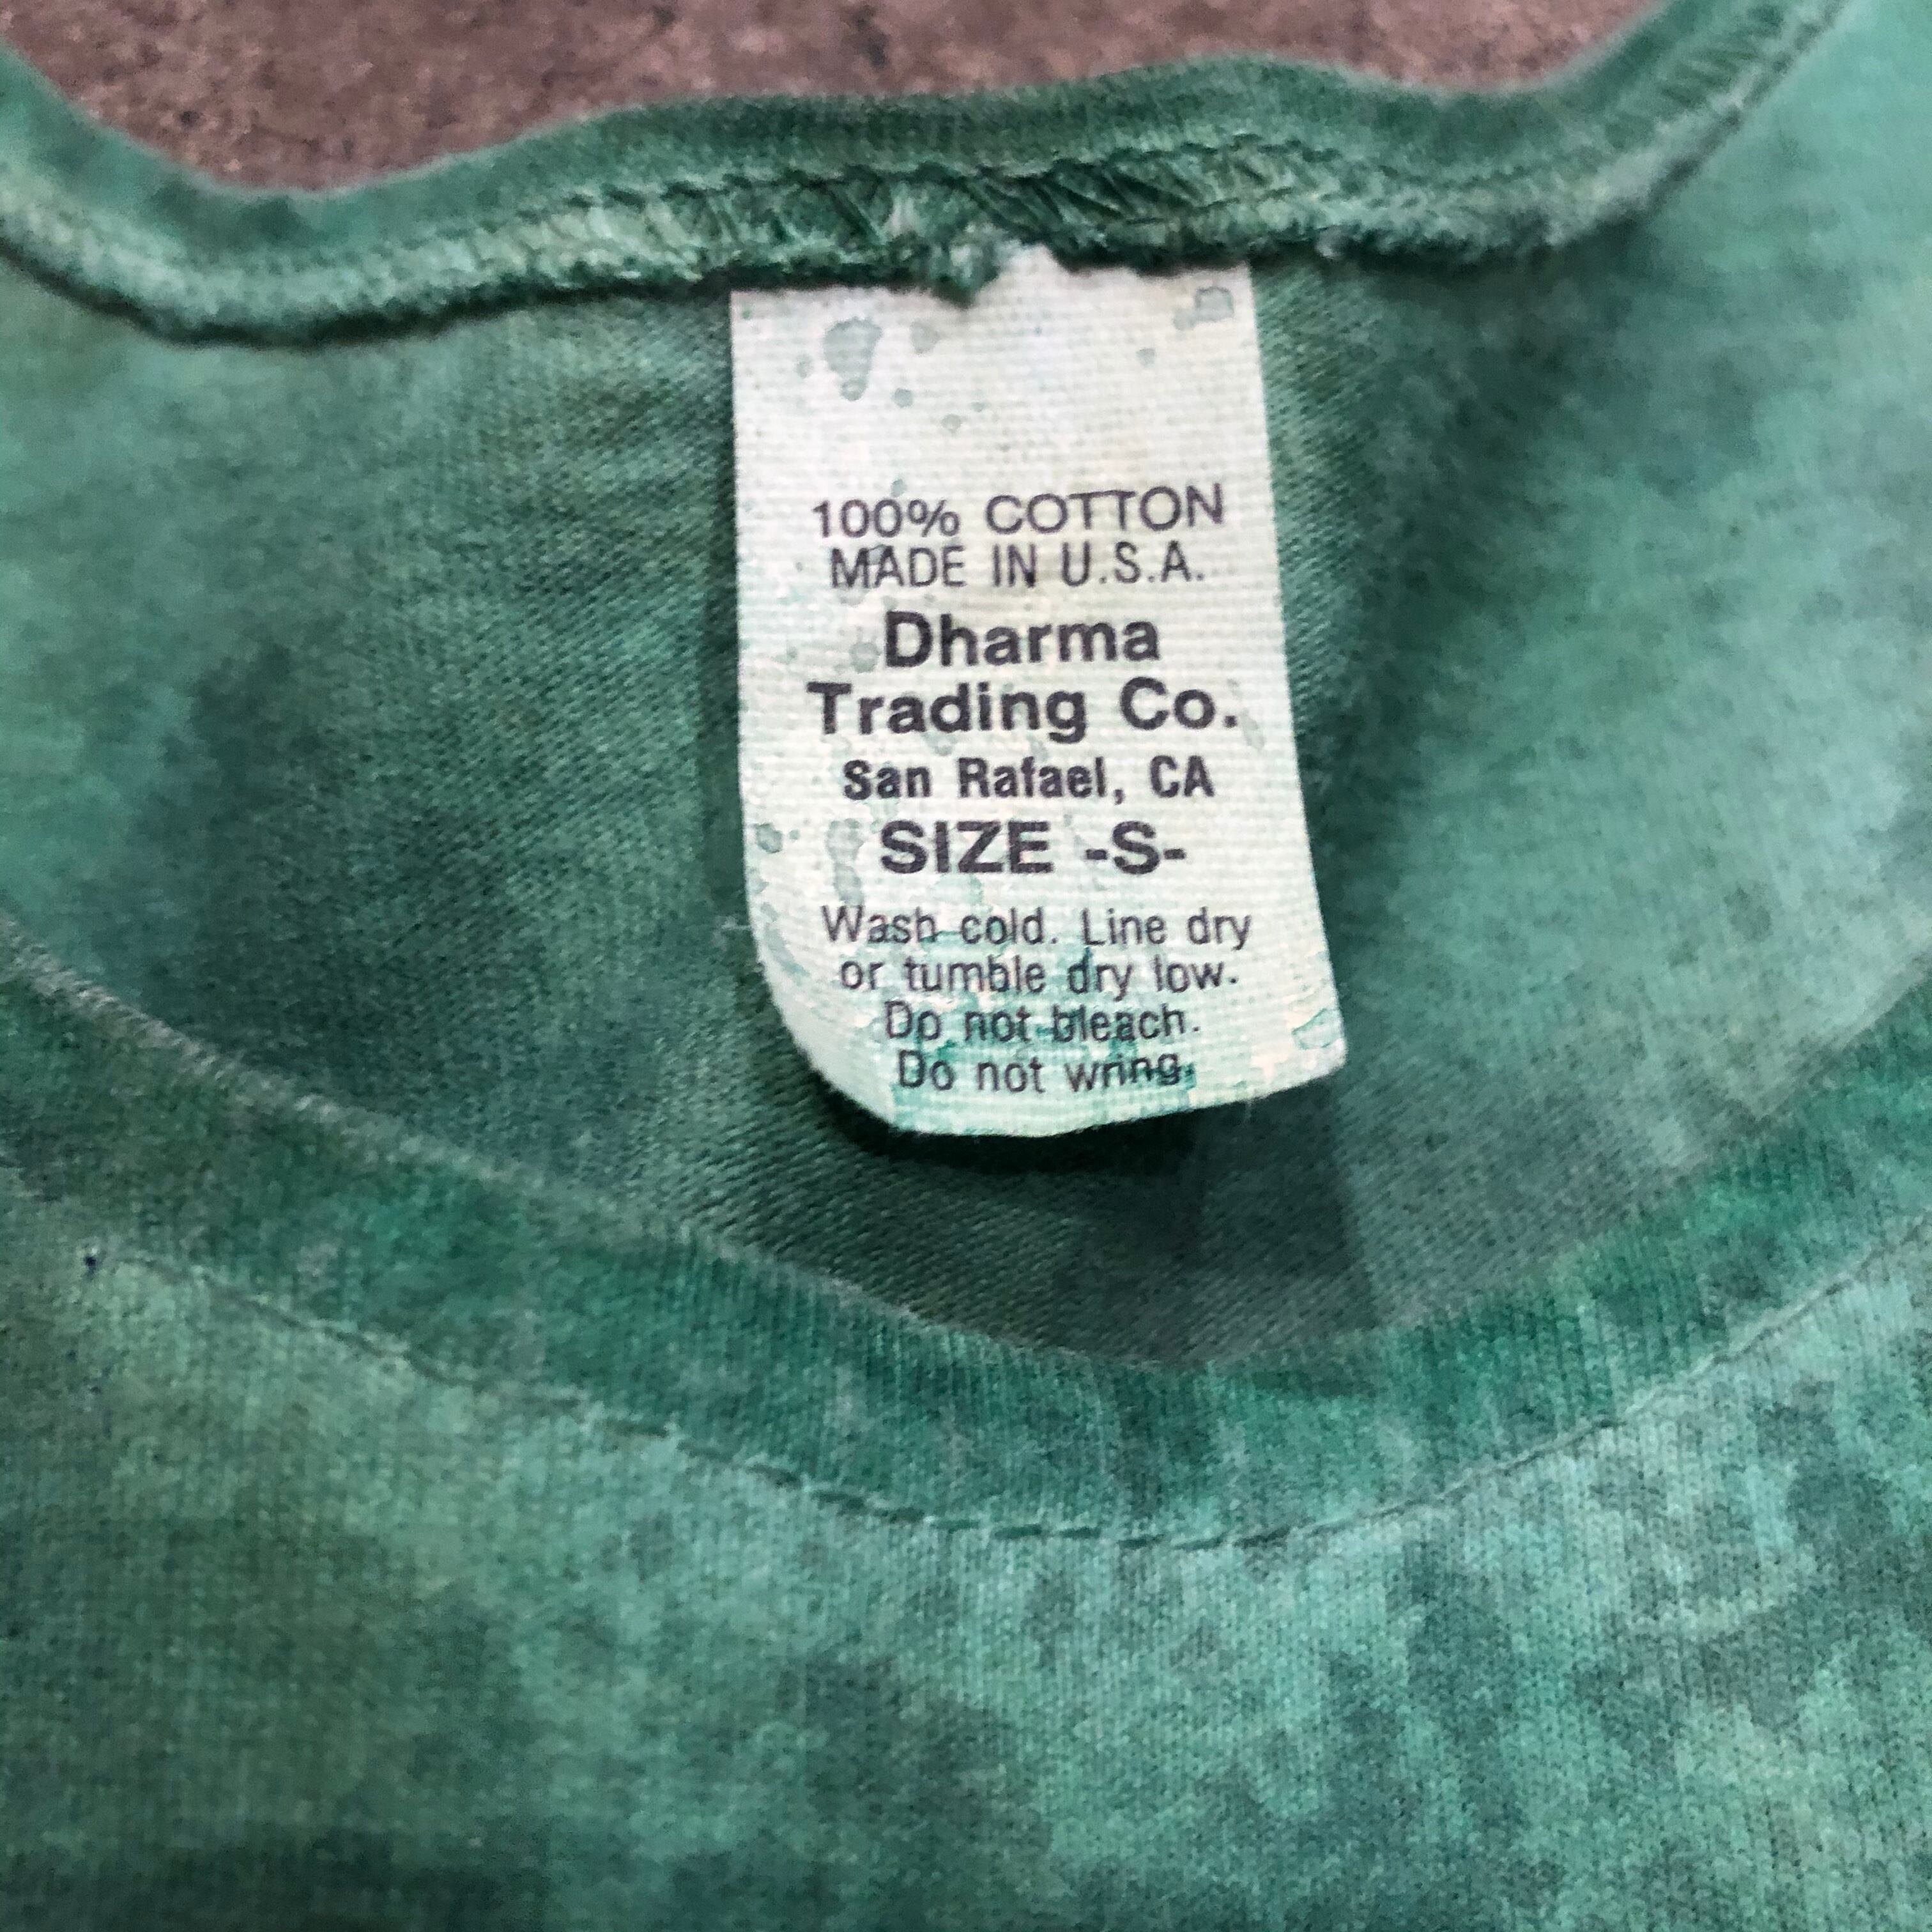 100% COTTON
MADE IN U.S.A.
Dharma
Trading Co.
San Rafael, CA
SIZE -S-
Wash cold. Line dry
or tumble dry low.
Do not bleach.
Do not wring.